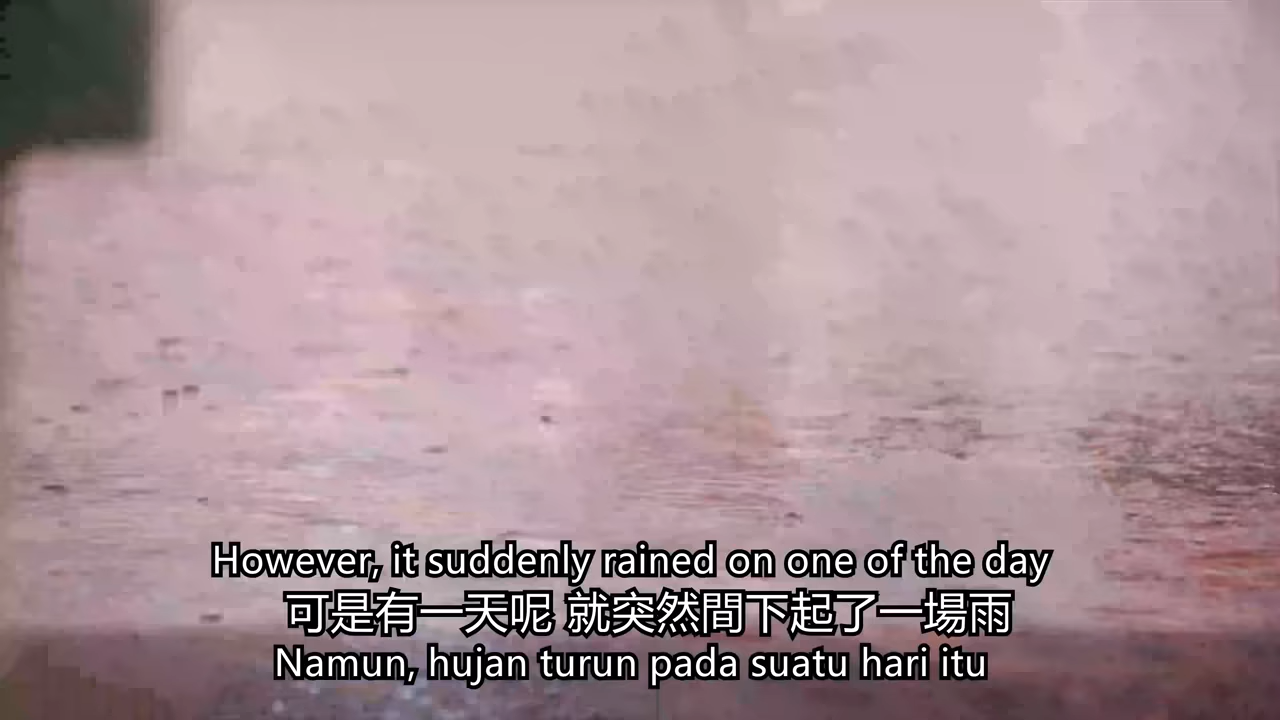 However, it suddenly rained on one of the day
可是有一天呢 就突然間下起了一場雨
Namun, hujan turun pada suatu hari itu